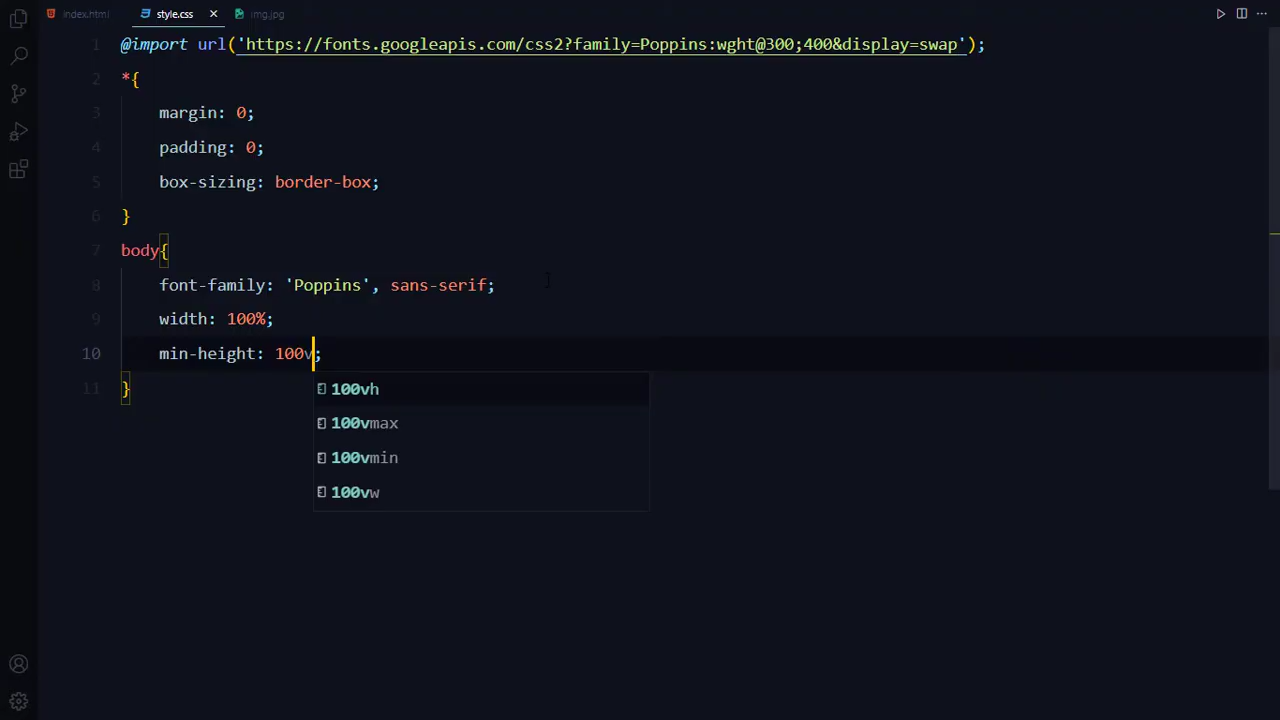 index.html style.css × img.jpg
1 @import url('https://fonts.googleapis.com/css2?family=Poppins:wght@300;400&display=swap');
2 *{
3 margin: 0;
4 padding: 0;
5 box-sizing: border-box;
6 }
7 body{
8 font-family: 'Poppins', sans-serif;
9 width: 100%;
10 min-height: 100v;
11 }
100vh
100vmax
100vmin
100vw